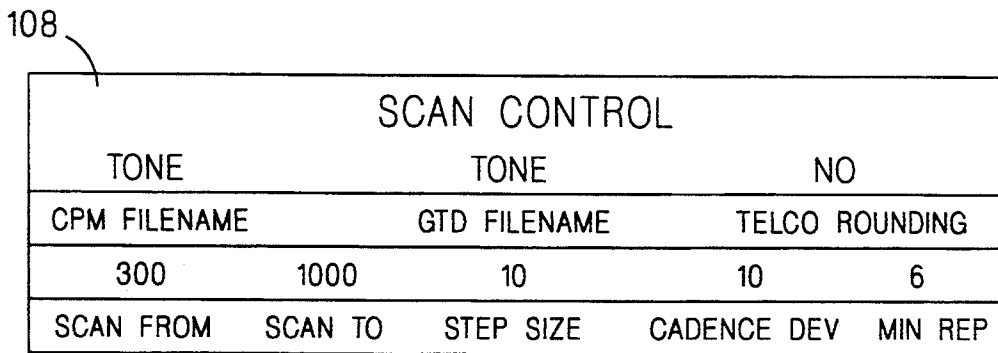 108
SCAN CONTROL
TONE TONE NO
CPM FILENAME GTD FILENAME TELCO ROUNDING
300 1000 10 10 6
SCAN FROM SCAN TO STEP SIZE CADENCE DEV MIN REP